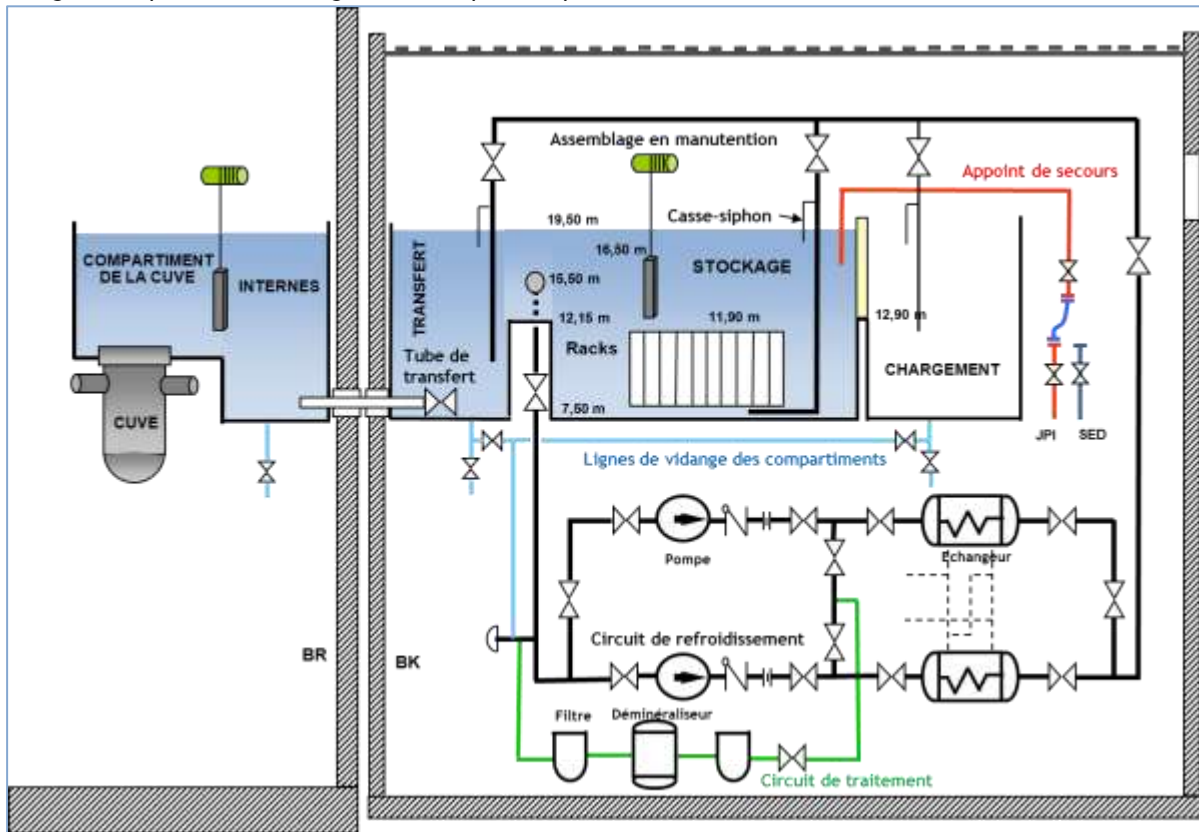 Assemblage en manutention
Appoint de secours
Casse-siphon
19,50 m
COMPARTIMENT
DE LA CUVE
INTERNES
TRANSFERT
16,50 m
STOCKAGE
15,50 m
12,15 m
11,90 m
12,90 m
Racks
Tube de
transfert
CHARGEMENT
7,50 m
CUVE
JPI
SED
Lignes de vidange des compartiments
Pompe
Echangeur
Circuit de refroidissement
BR
BK
Filtre
Déminéraliseur
Circuit de traitement